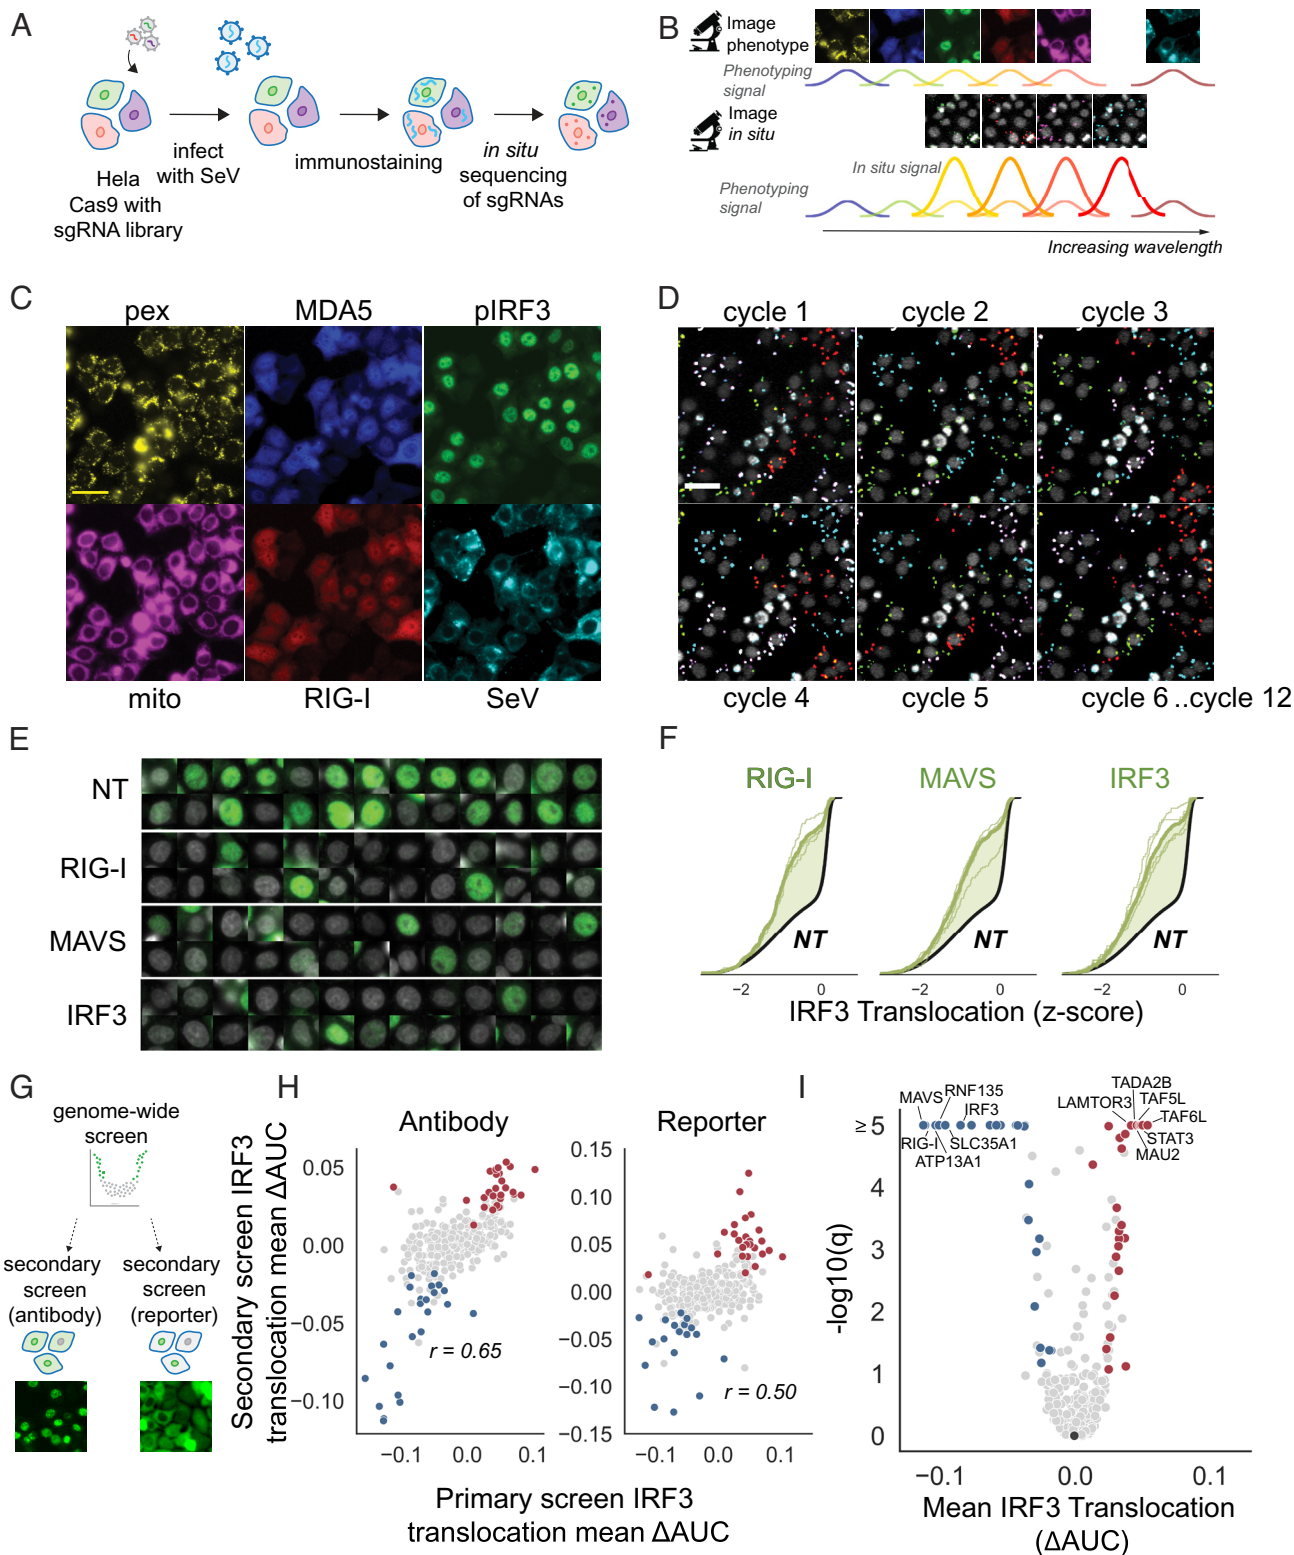 A
infect
with SeV
immunostaining
in situ
sequencing
of sgRNAs
Hela
Cas9 with
sgRNA library
B
Image
phenotype
Phenotyping
signal
Image
in situ
In situ signal
Phenotyping
signal
Increasing wavelength
C
pex
MDA5
pIRF3
mito
RIG-I
SeV
D
cycle 1
cycle 2
cycle 3
cycle 4
cycle 5
cycle 6 ..cycle 12
E
NT
RIG-I
MAVS
IRF3
F
RIG-I
MAVS
IRF3
NT
NT
NT
−2
0
−2
0
−2
0
IRF3 Translocation (z-score)
G
genome-wide
screen
secondary
screen
(antibody)
secondary
screen
(reporter)
H
Antibody
Reporter
Secondary screen IRF3
translocation mean ΔAUC
0.05
0.00
−0.05
−0.10
r = 0.65
−0.1
0.0
0.1
0.15
0.10
0.05
0.00
−0.05
−0.10
−0.15
r = 0.50
−0.1
0.0
0.1
Primary screen IRF3
translocation mean ΔAUC
I
TADA2B
MAVS
RNF135
LAMTOR3
TAF5L
IRF3
TAF6L
RIG-I
SLC35A1
STAT3
ATP13A1
MAU2
≥5
4
3
2
1
0
-log10(q)
−0.1
0.0
0.1
Mean IRF3 Translocation
(ΔAUC)